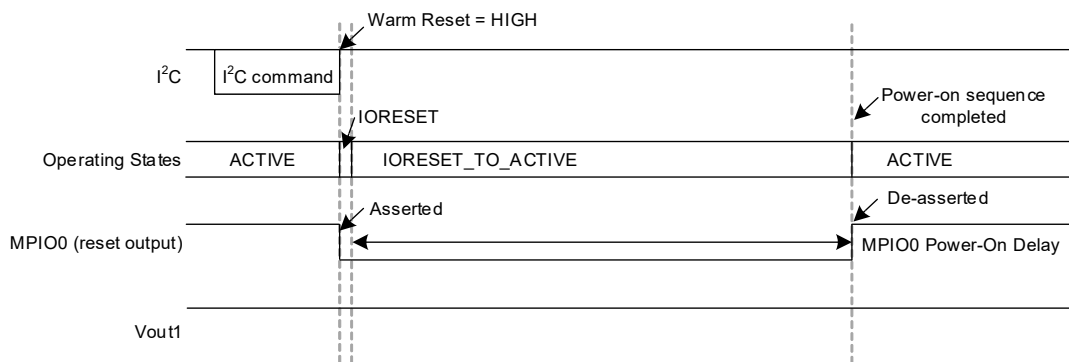 Warm Reset = HIGH
I²C
I²C command
Power-on sequence
completed
IORESET
Operating States
ACTIVE
IORESET_TO_ACTIVE
ACTIVE
De-asserted
Asserted
MPIO0 (reset output)
MPIO0 Power-On Delay
Vout1